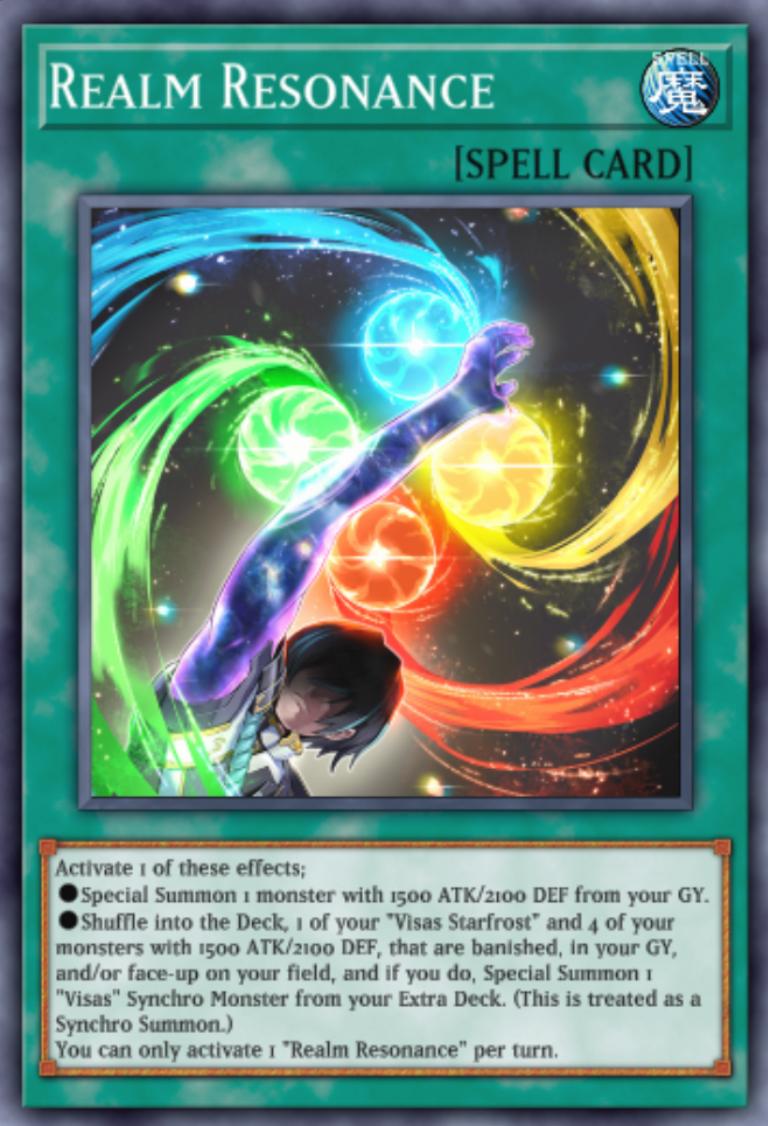 REALM RESONANCE
SPELL
魔
[SPELL CARD]
Activate 1 of these effects;
●Special Summon 1 monster with 1500 ATK/2100 DEF from your GY.
●Shuffle into the Deck, 1 of your "Visas Starfrost" and 4 of your
monsters with 1500 ATK/2100 DEF, that are banished, in your GY,
and/or face-up on your field, and if you do, Special Summon 1
"Visas" Synchro Monster from your Extra Deck. (This is treated as a
Synchro Summon.)
You can only activate 1 "Realm Resonance" per turn.